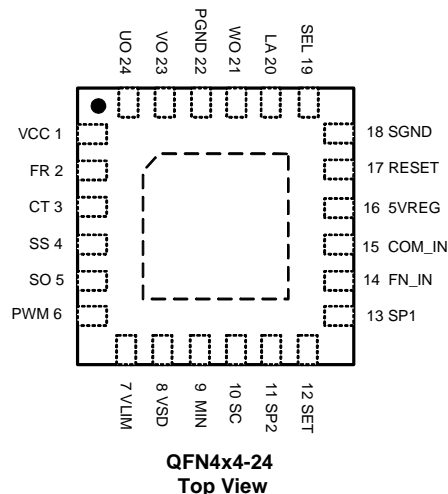 UO 24
VO 23
PGND 22
WO 21
LA 20
SEL 19
VCC 1
FR 2
CT 3
SS 4
SO 5
PWM 6
18 SGND
17 RESET
16 5VREG
15 COM_IN
14 FN_IN
13 SP1
7 VLIM
8 VSD
9 MIN
10 SC
11 SP2
12 SET
QFN4x4-24
Top View